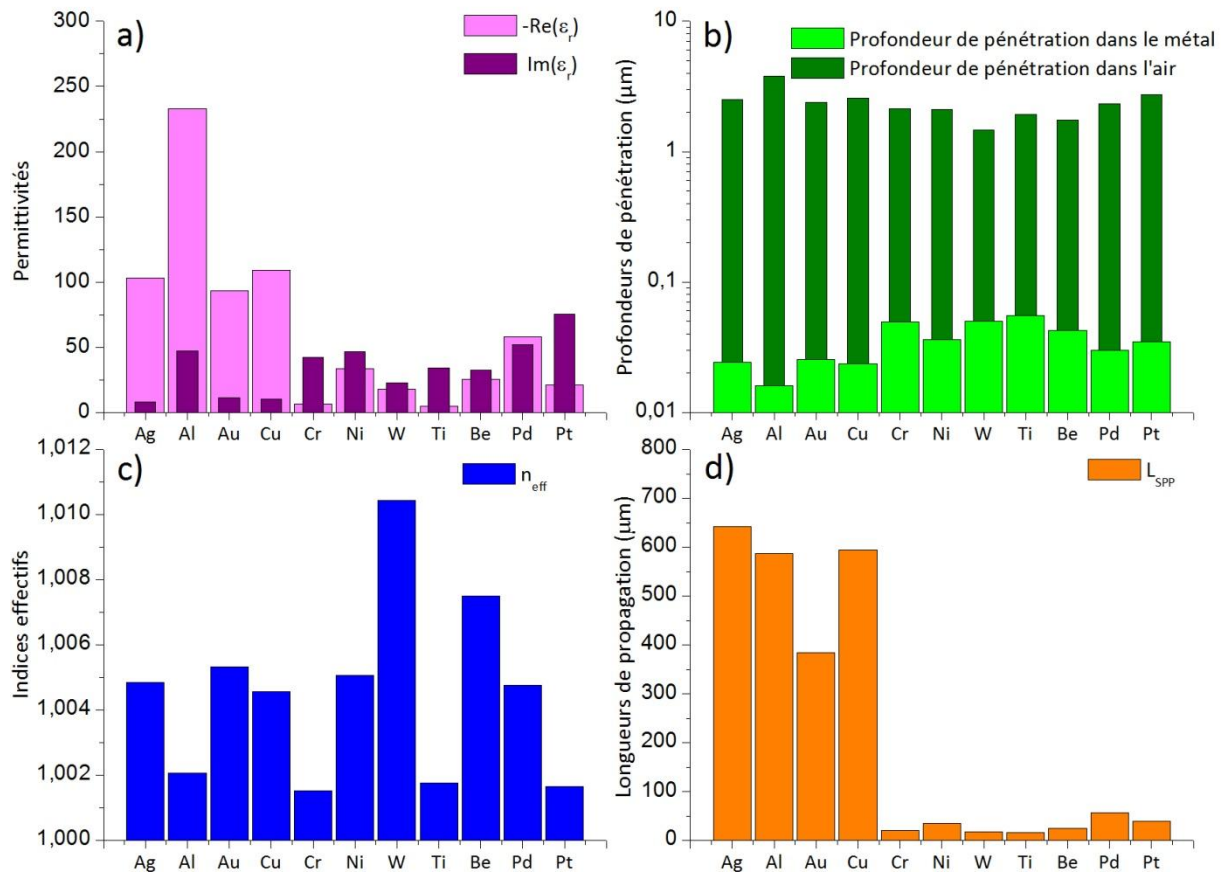 a)
-Re(εr)
Im(εr)
Permittivités
300
250
200
150
100
50
0
Ag Al Au Cu Cr Ni W Ti Be Pd Pt
b)
Profondeur de pénétration dans le métal
Profondeur de pénétration dans l'air
Profondeurs de pénétration (µm)
10
1
0,1
0,01
Ag Al Au Cu Cr Ni W Ti Be Pd Pt
c)
neff
Indices effectifs
1,012
1,010
1,008
1,006
1,004
1,002
1,000
Ag Al Au Cu Cr Ni W Ti Be Pd Pt
d)
LSPP
Longueurs de propagation (µm)
800
700
600
500
400
300
200
100
0
Ag Al Au Cu Cr Ni W Ti Be Pd Pt